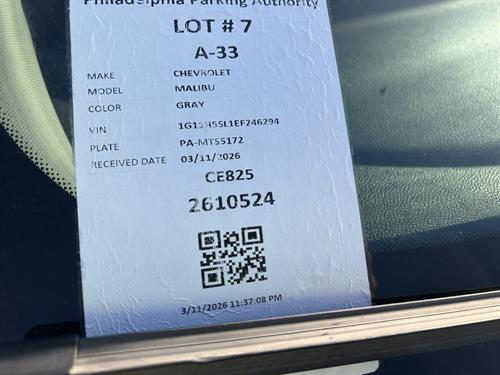 Philadelphia Parking Authority
LOT # 7
A-33
MAKE CHEVROLET
MODEL MALIBU
COLOR GRAY
VIN 1G11H5SL1EF246294
PLATE PA-MTS5172
RECEIVED DATE 03/11/2026
CE825
2610524
3/11/2026 11:37:08 PM